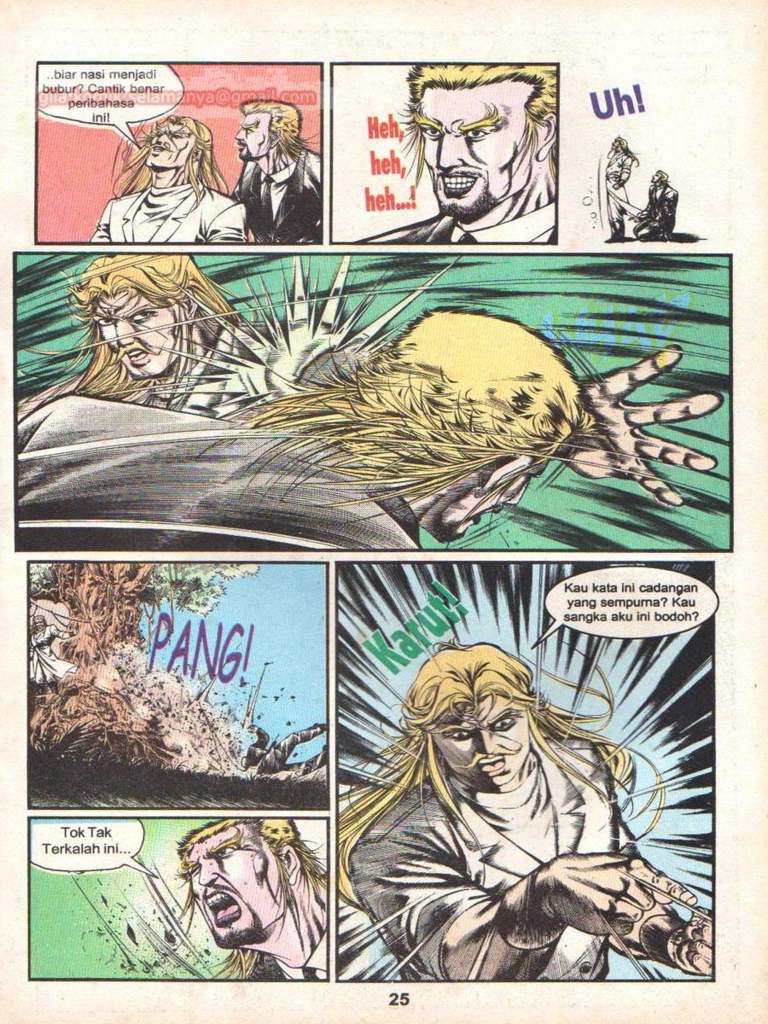 ..biar nasi menjadi
bubur? Cantik benar
peribahasa
ini!
Heh,
heh,
heh....!
Uh!
PANG!
Karut!
Kau kata ini cadangan
yang sempurna? Kau
sangka aku ini bodoh?
Tok Tak
Terkalah ini...
25